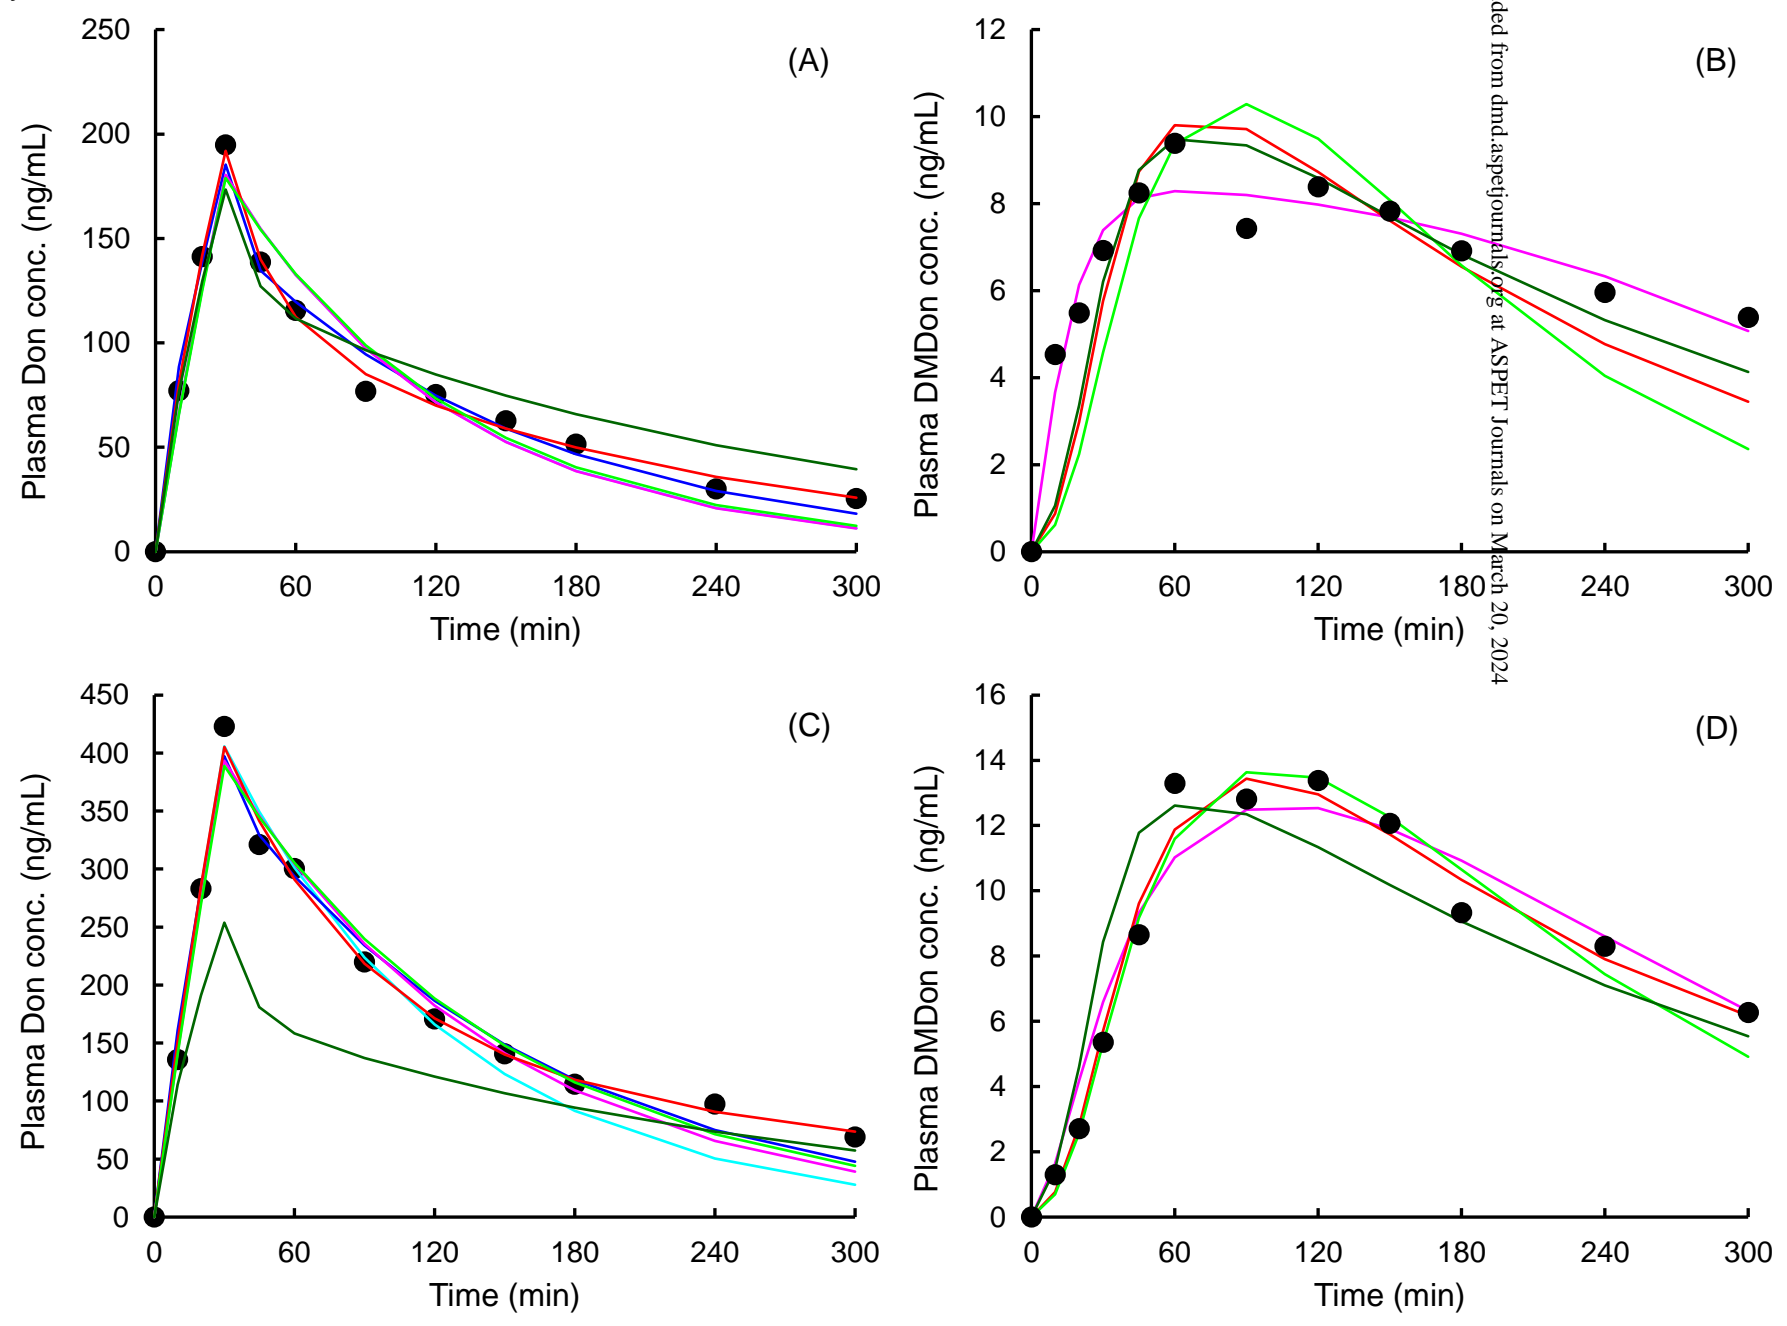 250
200
150
100
50
0
0 60 120 180 240 300
Time (min)
Plasma Don conc. (ng/mL)
(A)
12
10
8
6
4
2
0
0 60 120 180 240 300
Time (min)
Plasma DMDon conc. (ng/mL)
(B)
ded from dmd.aspetjournals.org at ASPET Journals on March 20, 2024
450
400
350
300
250
200
150
100
50
0
0 60 120 180 240 300
Time (min)
Plasma Don conc. (ng/mL)
(C)
16
14
12
10
8
6
4
2
0
0 60 120 180 240 300
Time (min)
Plasma DMDon conc. (ng/mL)
(D)